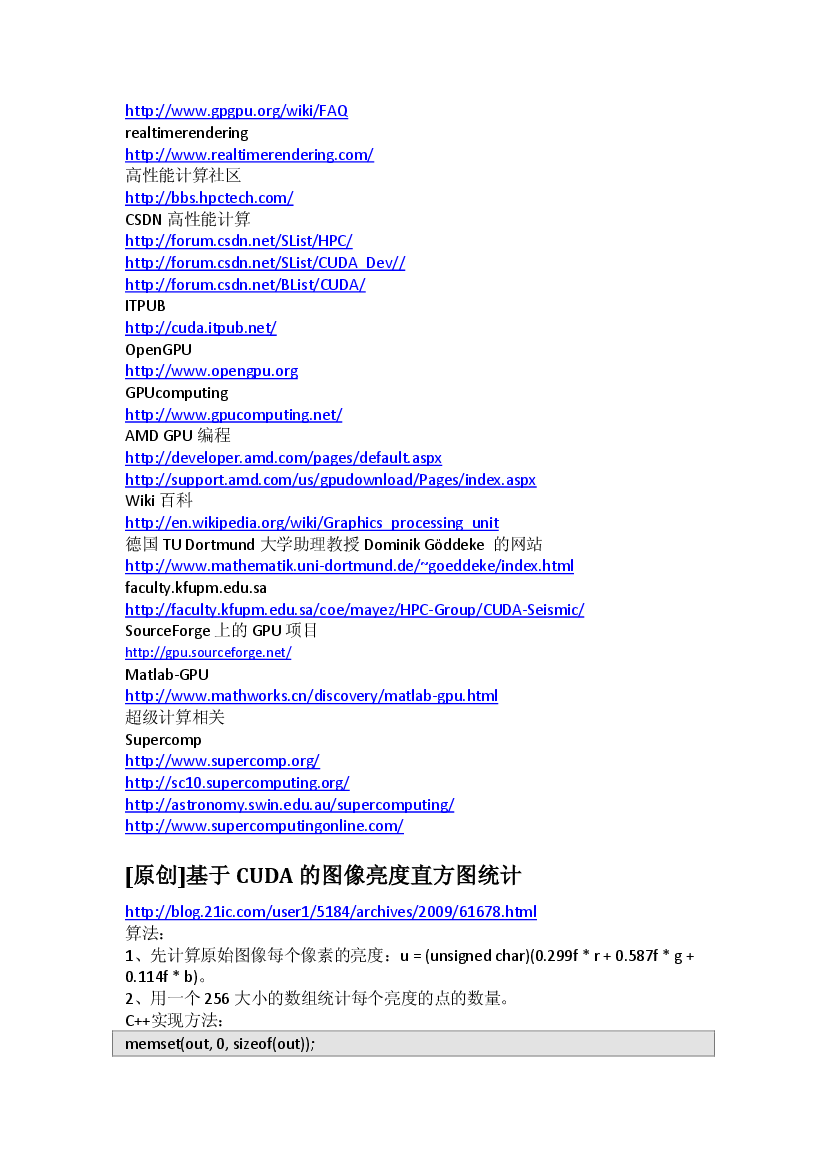 http://www.gpgpu.org/wiki/FAQ
realtimerendering
http://www.realtimerendering.com/
高性能计算社区
http://bbs.hpctech.com/
CSDN 高性能计算
http://forum.csdn.net/SList/HPC/
http://forum.csdn.net/SList/CUDA_Dev//
http://forum.csdn.net/BList/CUDA/
ITPUB
http://cuda.itpub.net/
OpenGPU
http://www.opengpu.org
GPUcomputing
http://www.gpucomputing.net/
AMD GPU 编程
http://developer.amd.com/pages/default.aspx
http://support.amd.com/us/gpudownload/Pages/index.aspx
Wiki 百科
http://en.wikipedia.org/wiki/Graphics_processing_unit
德国 TU Dortmund 大学助理教授 Dominik Göddeke 的网站
http://www.mathematik.uni-dortmund.de/~goeddeke/index.html
faculty.kfupm.edu.sa
http://faculty.kfupm.edu.sa/coe/mayez/HPC-Group/CUDA-Seismic/
SourceForge 上的 GPU 项目
http://gpu.sourceforge.net/
Matlab-GPU
http://www.mathworks.cn/discovery/matlab-gpu.html
超级计算相关
Supercomp
http://www.supercomp.org/
http://sc10.supercomputing.org/
http://astronomy.swin.edu.au/supercomputing/
http://www.supercomputingonline.com/
[原创]基于 CUDA 的图像亮度直方图统计
http://blog.21ic.com/user1/5184/archives/2009/61678.html
算法：
1、先计算原始图像每个像素的亮度：u = (unsigned char)(0.299f * r + 0.587f * g +
0.114f * b)。
2、用一个 256 大小的数组统计每个亮度的点的数量。
C++实现方法：
memset(out, 0, sizeof(out));